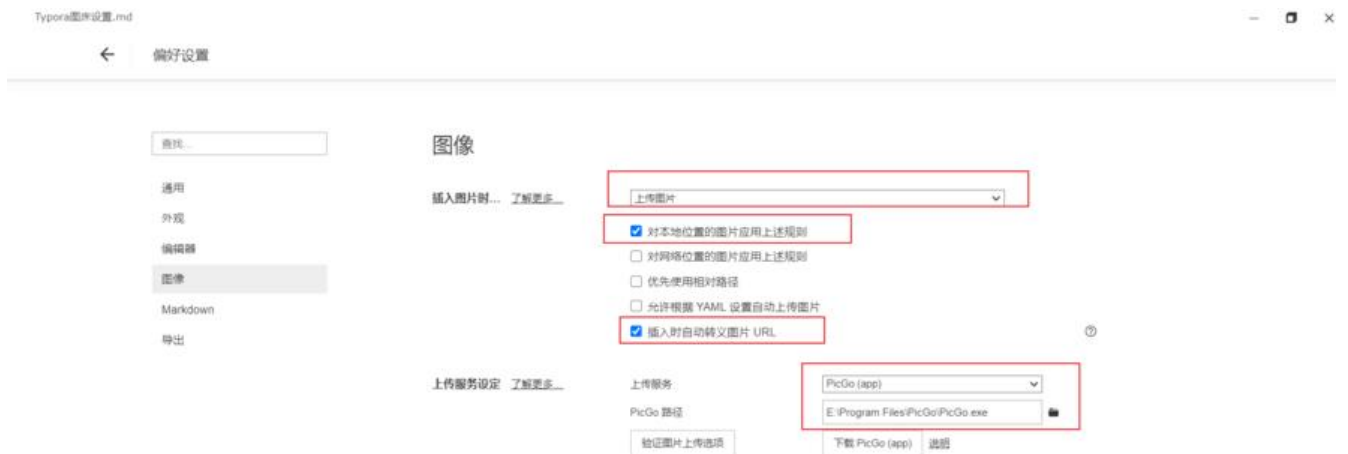 Typora图床设置.md
偏好设置
查找...
图像
通用
插入图片时... 了解更多... 上传图片
外观
对本地位置的图片应用上述规则
编辑器
对网络位置的图片应用上述规则
图像
优先使用相对路径
Markdown
允许根据 YAML 设置自动上传图片
插入时自动转义图片 URL
导出
上传服务设定 了解更多... 上传服务 PicGo (app)
PicGo 路径 E:\Program Files\PicGo\PicGo.exe
验证图片上传选项 下载 PicGo (app) 说明